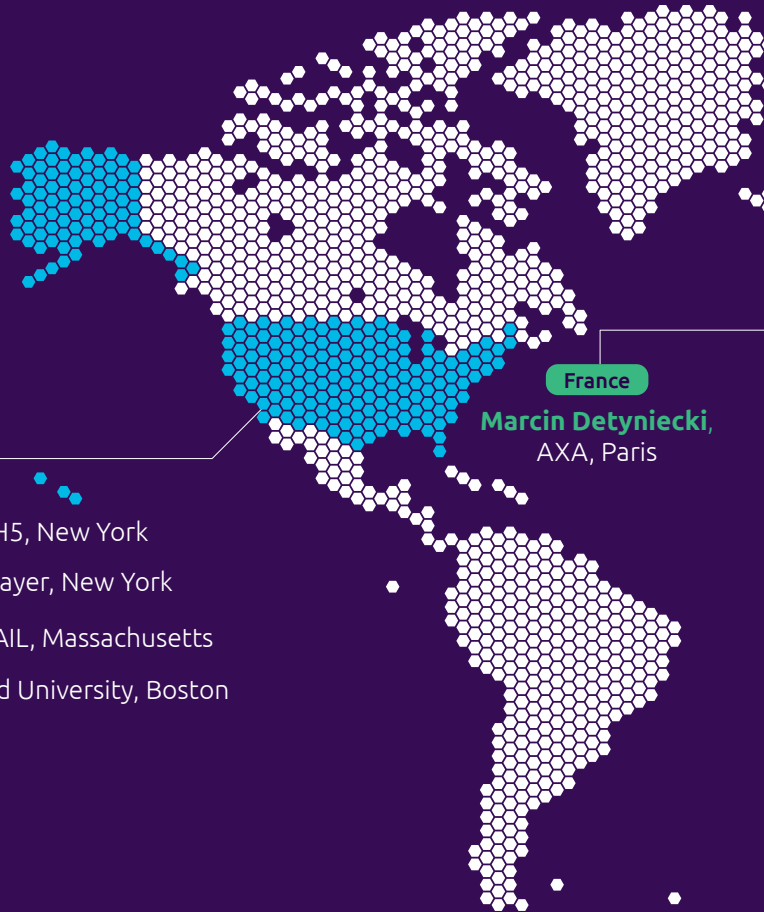 France
Marcin Detyniecki,
AXA, Paris
H5, New York
ayer, New York
AIL, Massachusetts
d University, Boston